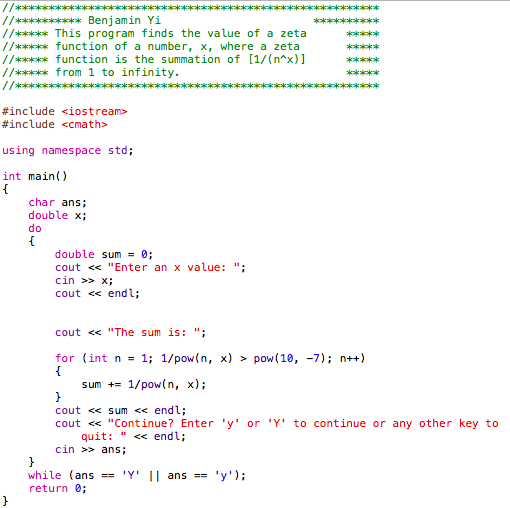 //*******************************************************
//********** Benjamin Yi                       **********
//***** This program finds the value of a zeta      *****
//***** function of a number, x, where a zeta       *****
//***** function is the summation of [1/(n^x)]      *****
//***** from 1 to infinity.                         *****
//*******************************************************

#include <iostream>
#include <cmath>

using namespace std;

int main()
{
    char ans;
    double x;
    do
    {
        double sum = 0;
        cout << "Enter an x value: ";
        cin >> x;
        cout << endl;


        cout << "The sum is: ";

        for (int n = 1; 1/pow(n, x) > pow(10, -7); n++)
        {
            sum += 1/pow(n, x);
        }
        cout << sum << endl;
        cout << "Continue? Enter 'y' or 'Y' to continue or any other key to
            quit: " << endl;
        cin >> ans;
    }
    while (ans == 'Y' || ans == 'y');
    return 0;
}